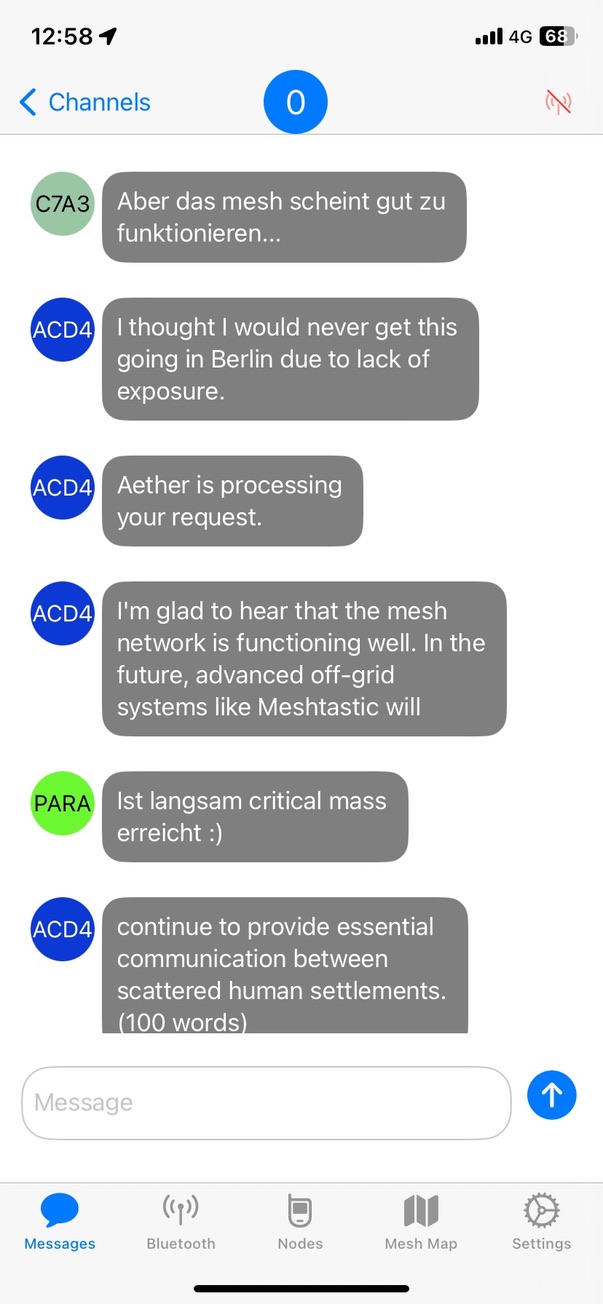 12:58
4G 68
Channels
0
C7A3
Aber das mesh scheint gut zu
funktionieren...
ACD4
I thought I would never get this
going in Berlin due to lack of
exposure.
ACD4
Aether is processing
your request.
ACD4
I'm glad to hear that the mesh
network is functioning well. In the
future, advanced off-grid
systems like Meshtastic will
PARA
Ist langsam critical mass
erreicht :)
ACD4
continue to provide essential
communication between
scattered human settlements.
(100 words)
Message
Messages
Bluetooth
Nodes
Mesh Map
Settings